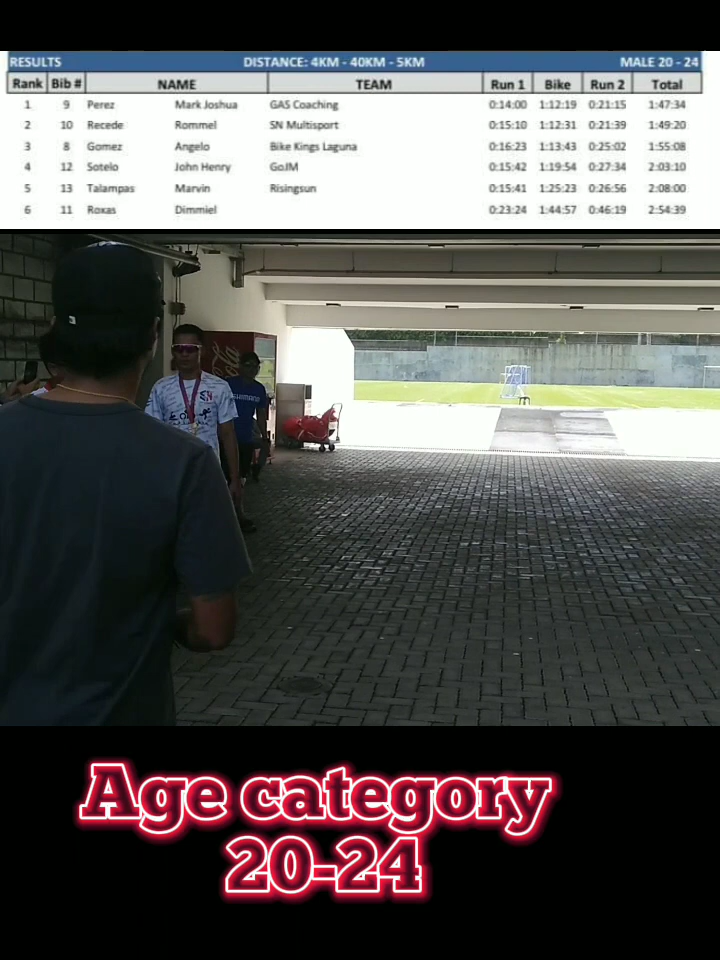 RESULTS DISTANCE: 4KM - 40KM - 5KM MALE 20 - 24
Rank Bib # NAME TEAM Run 1 Bike Run 2 Total
1 9 Perez Mark Joshua GAS Coaching 0:14:00 1:12:19 0:21:15 1:47:34
2 10 Recede Rommel SN Multisport 0:15:10 1:12:31 0:21:39 1:49:20
3 8 Gomez Angelo Bike Kings Laguna 0:16:23 1:13:43 0:25:02 1:55:08
4 12 Sotelo John Henry GoJM 0:15:42 1:19:54 0:27:34 2:03:10
5 13 Talampas Marvin Risingsun 0:15:41 1:25:23 0:26:56 2:08:00
6 11 Roxas Dimmiel 0:23:24 1:44:57 0:46:19 2:54:39
SN
Age category
20-24